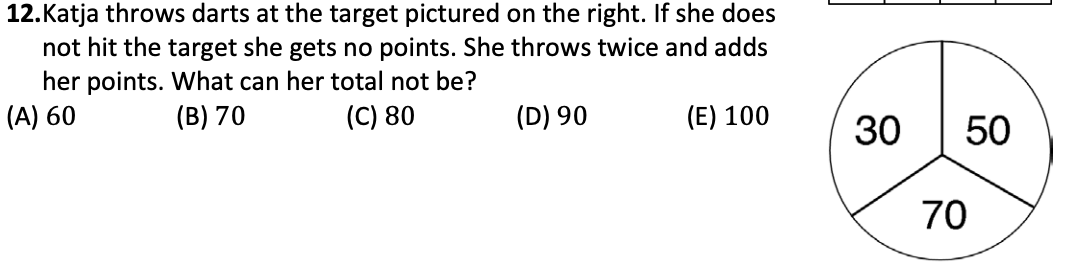 12.Katja throws darts at the target pictured on the right. If she does
not hit the target she gets no points. She throws twice and adds
her points. What can her total not be?
(A) 60 (B) 70 (C) 80 (D) 90 (E) 100
30 50
70